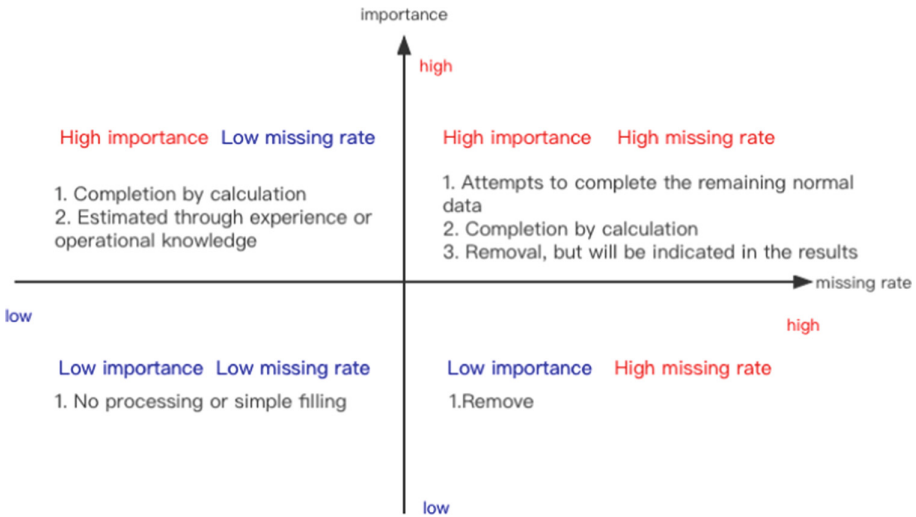 importance
high
High importance Low missing rate
1. Completion by calculation
2. Estimated through experience or
operational knowledge
High importance High missing rate
1. Attempts to complete the remaining normal
data
2. Completion by calculation
3. Removal, but will be indicated in the results
missing rate
low
high
Low importance Low missing rate
1. No processing or simple filling
Low importance High missing rate
1.Remove
low